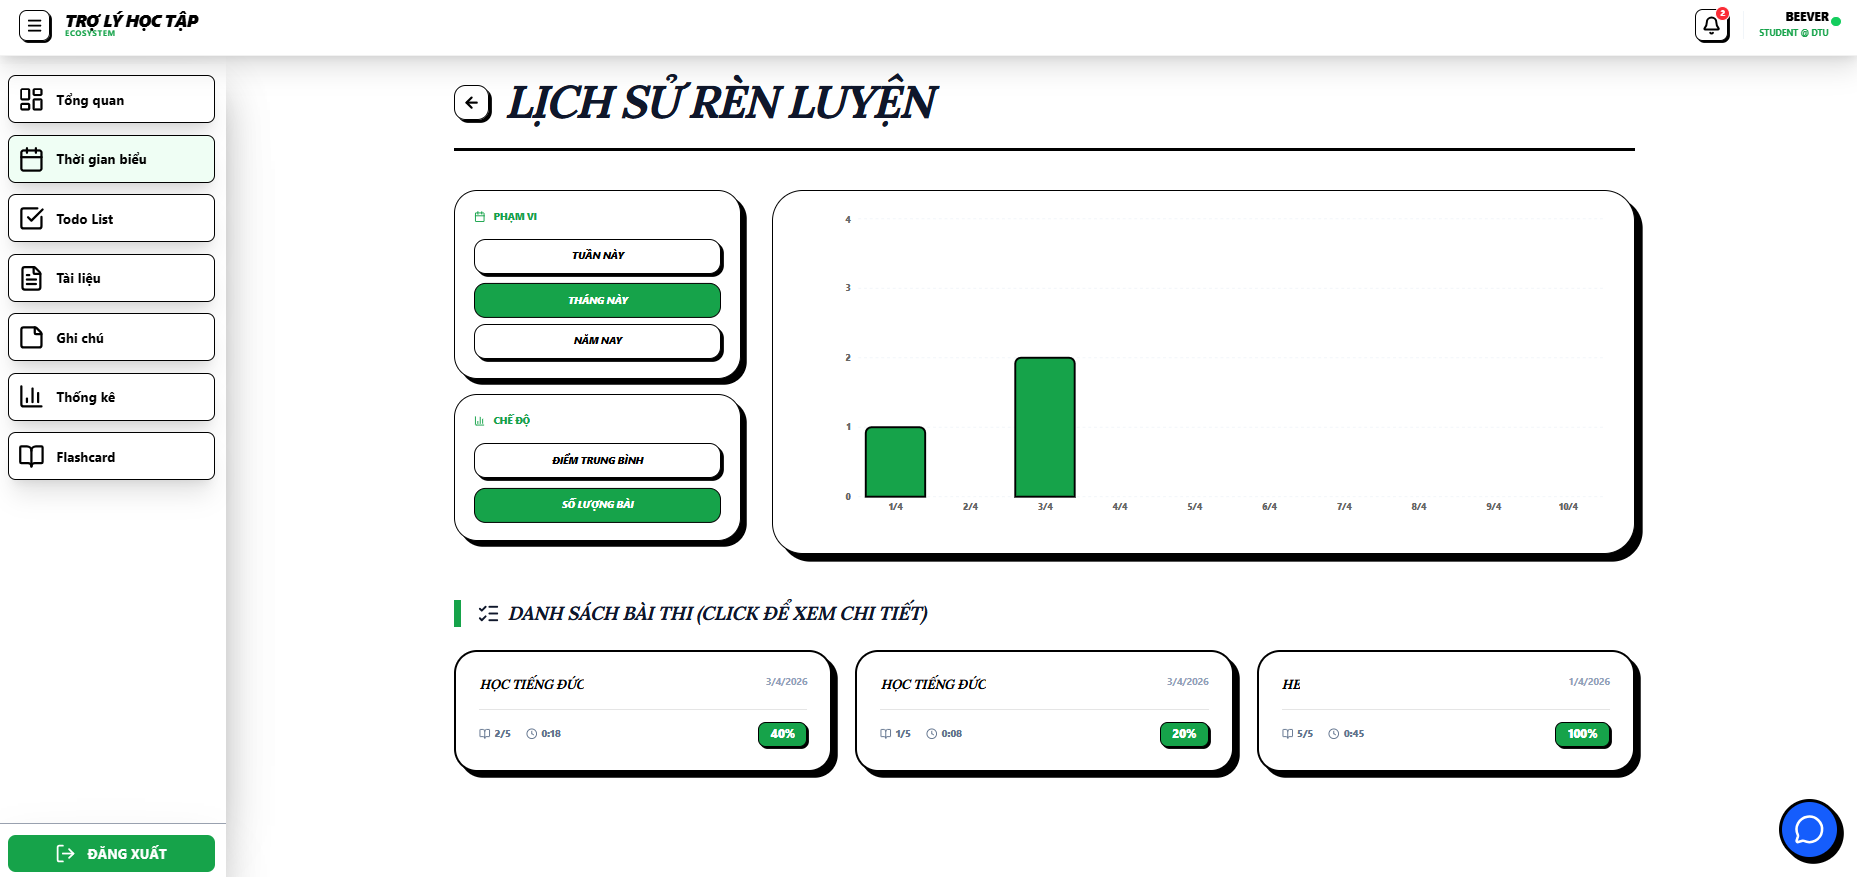 TRỢ LÝ HỌC TẬP
ECOSYSTEM
2
BEEVER
STUDENT @ DTU
Tổng quan
Thời gian biểu
Todo List
Tài liệu
Ghi chú
Thống kê
Flashcard
ĐĂNG XUẤT
LỊCH SỬ RÈN LUYỆN
PHẠM VI
TUẦN NÀY
THÁNG NÀY
NĂM NAY
CHẾ ĐỘ
ĐIỂM TRUNG BÌNH
SỐ LƯỢNG BÀI
4
3
2
1
0
1/4 2/4 3/4 4/4 5/4 6/4 7/4 8/4 9/4 10/4
DANH SÁCH BÀI THI (CLICK ĐỂ XEM CHI TIẾT)
HỌC TIẾNG ĐỨC 3/4/2026
2/5 0:18 40%
HỌC TIẾNG ĐỨC 3/4/2026
1/5 0:08 20%
HE 1/4/2026
5/5 0:45 100%